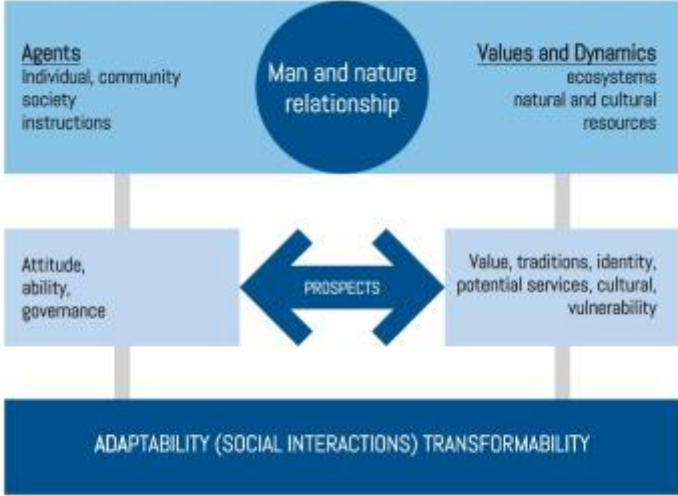 Agents
Individual, community
society
instructions
Man and nature
relationship
Values and Dynamics
ecosystems
natural and cultural
resources
Attitude,
ability,
governance
PROSPECTS
Value, traditions, identity,
potential services, cultural,
vulnerability
ADAPTABILITY (SOCIAL INTERACTIONS) TRANSFORMABILITY